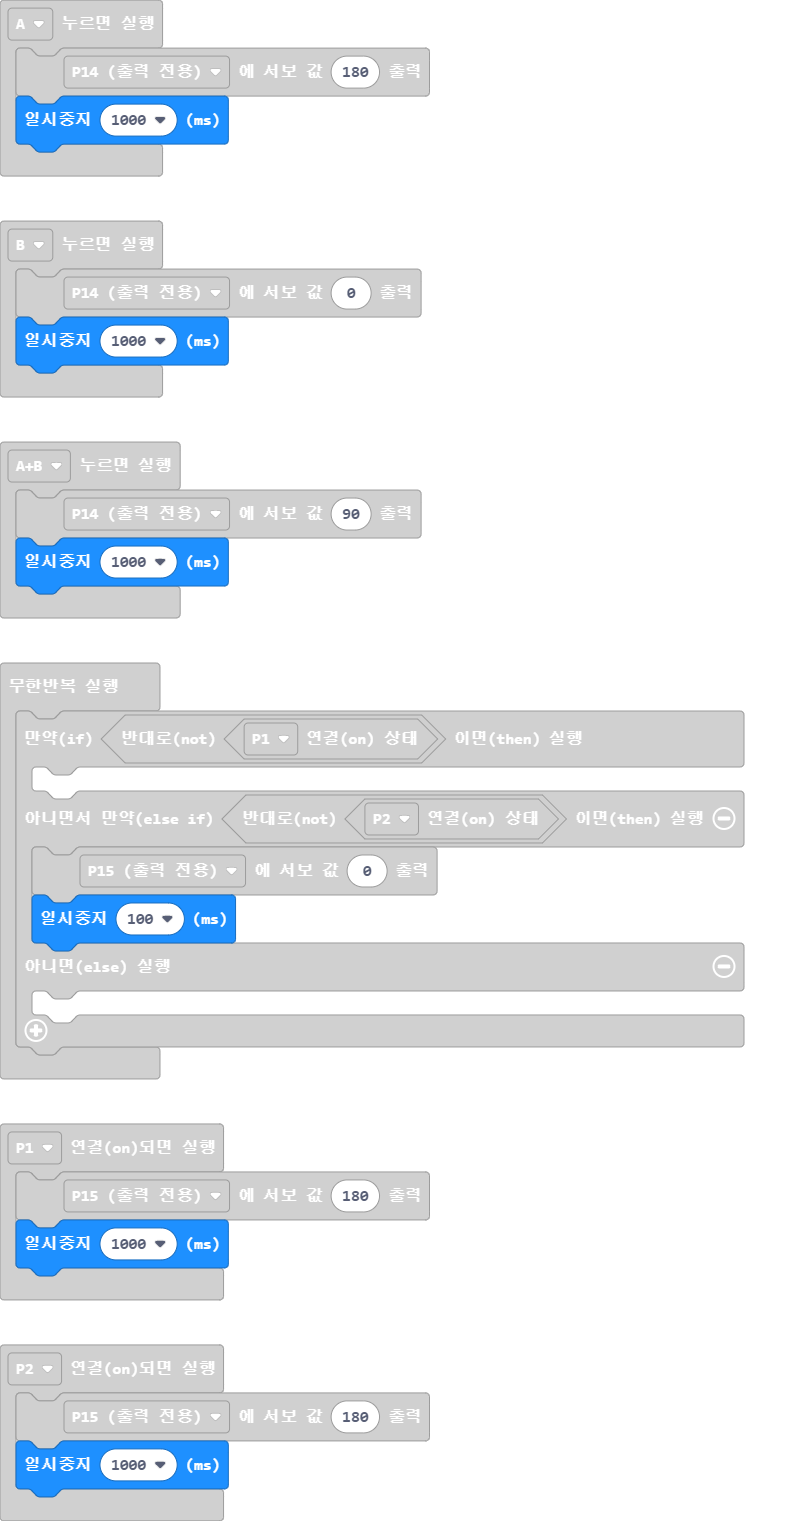 A 누르면 실행
P14 (출력 전용) 에 서보 값 180 출력
일시중지 1000 (ms)
B 누르면 실행
P14 (출력 전용) 에 서보 값 0 출력
일시중지 1000 (ms)
A+B 누르면 실행
P14 (출력 전용) 에 서보 값 90 출력
일시중지 1000 (ms)
무한반복 실행
만약(if) 반대로(not) P1 연결(on) 상태 이면(then) 실행
아니면서 만약(else if) 반대로(not) P2 연결(on) 상태 이면(then) 실행
P15 (출력 전용) 에 서보 값 0 출력
일시중지 100 (ms)
아니면(else) 실행
P1 연결(on)되면 실행
P15 (출력 전용) 에 서보 값 180 출력
일시중지 1000 (ms)
P2 연결(on)되면 실행
P15 (출력 전용) 에 서보 값 180 출력
일시중지 1000 (ms)